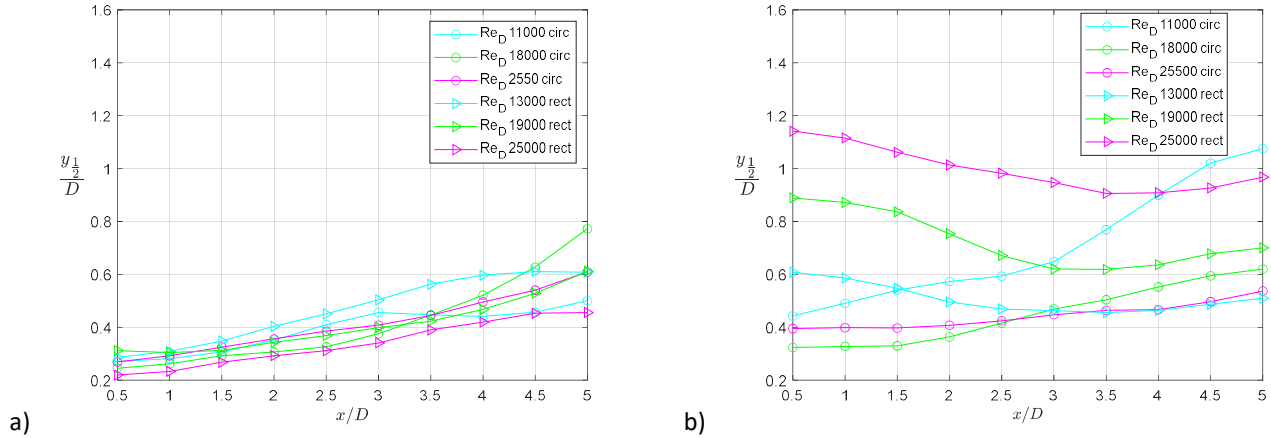 1.6
1.4
1.2
1
0.8
0.6
0.4
0.2
y 1/2 / D
0.5 1 1.5 2 2.5 3 3.5 4 4.5 5
x/D
Re_D 11000 circ
Re_D 18000 circ
Re_D 2550 circ
Re_D 13000 rect
Re_D 19000 rect
Re_D 25000 rect
a)
1.6
1.4
1.2
1
0.8
0.6
0.4
0.2
y 1/2 / D
0.5 1 1.5 2 2.5 3 3.5 4 4.5 5
x/D
Re_D 11000 circ
Re_D 18000 circ
Re_D 25500 circ
Re_D 13000 rect
Re_D 19000 rect
Re_D 25000 rect
b)